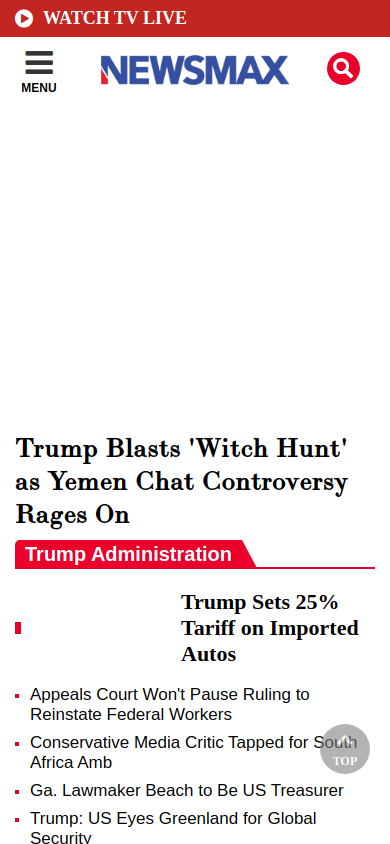 WATCH TV LIVE
MENU
NEWSMAX
Trump Blasts 'Witch Hunt'
as Yemen Chat Controversy
Rages On
Trump Administration
Trump Sets 25%
Tariff on Imported
Autos
Appeals Court Won't Pause Ruling to
Reinstate Federal Workers
Conservative Media Critic Tapped for South
Africa Amb
TOP
Ga. Lawmaker Beach to Be US Treasurer
Trump: US Eyes Greenland for Global
Security